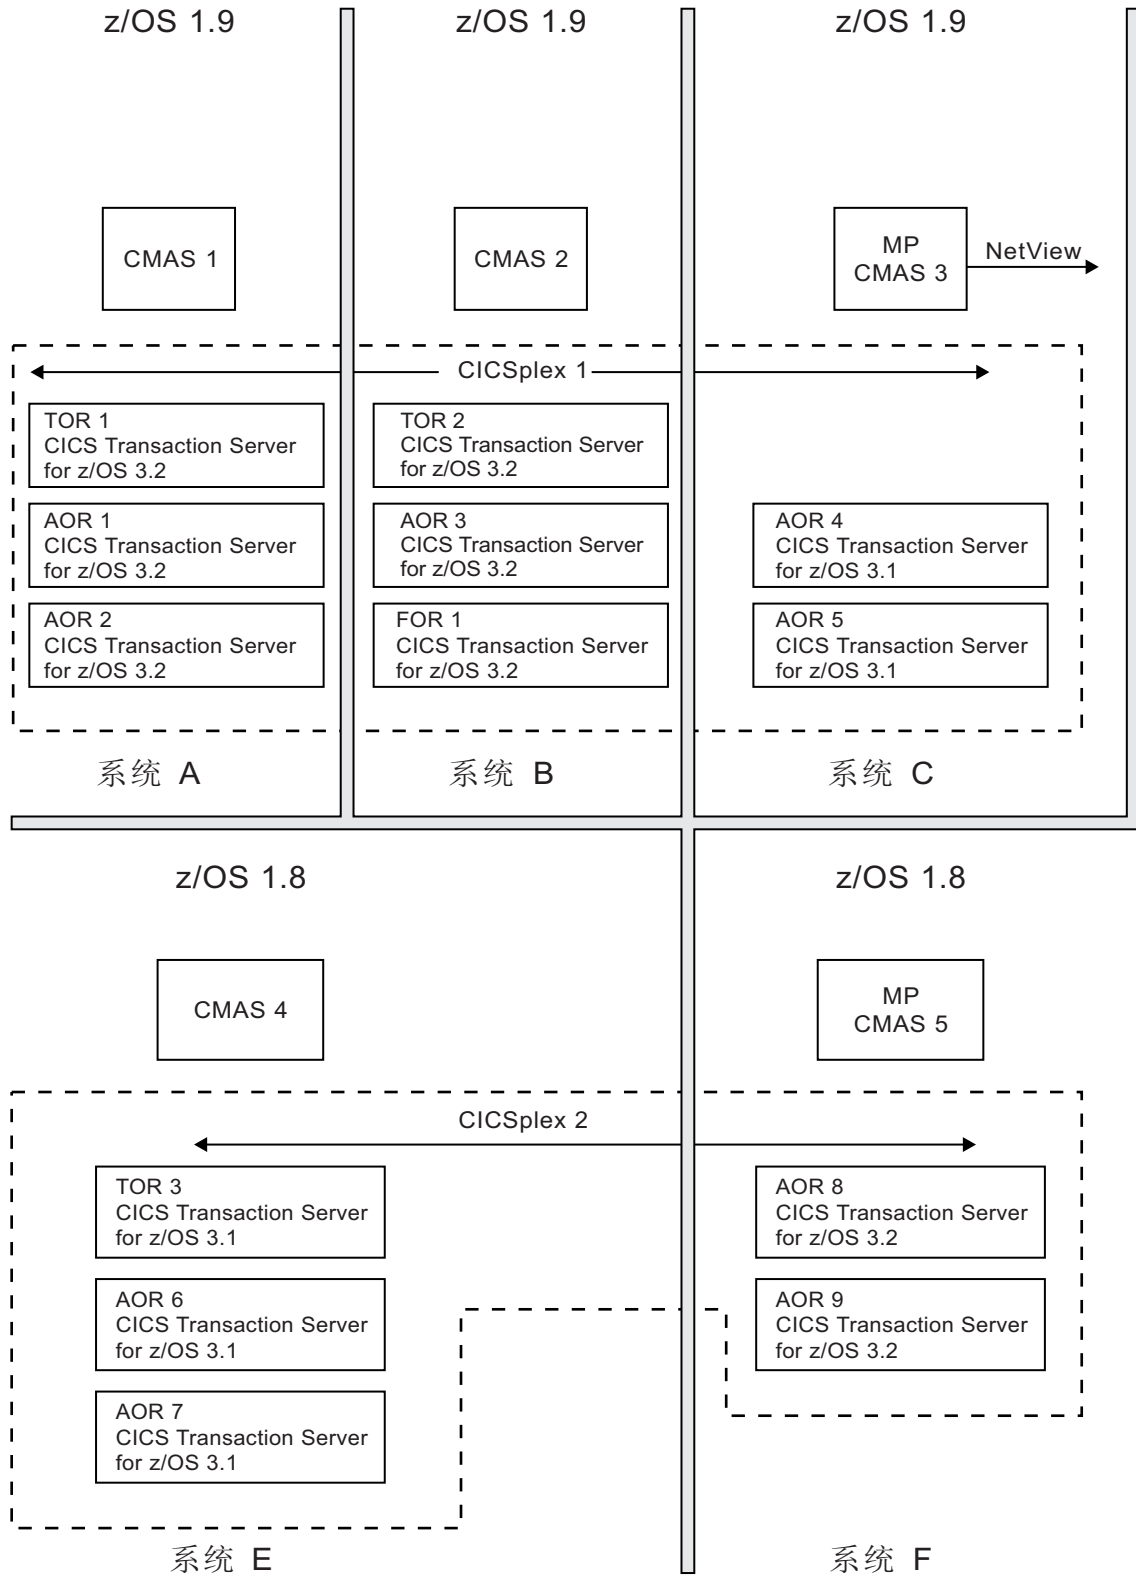 z/OS 1.9
z/OS 1.9
z/OS 1.9
CMAS 1
CMAS 2
MP
CMAS 3
NetView
CICSplex 1
TOR 1
CICS Transaction Server
for z/OS 3.2
TOR 2
CICS Transaction Server
for z/OS 3.2
AOR 1
CICS Transaction Server
for z/OS 3.2
AOR 3
CICS Transaction Server
for z/OS 3.2
AOR 4
CICS Transaction Server
for z/OS 3.1
AOR 2
CICS Transaction Server
for z/OS 3.2
FOR 1
CICS Transaction Server
for z/OS 3.2
AOR 5
CICS Transaction Server
for z/OS 3.1
系统 A
系统 B
系统 C
z/OS 1.8
z/OS 1.8
CMAS 4
MP
CMAS 5
CICSplex 2
TOR 3
CICS Transaction Server
for z/OS 3.1
AOR 8
CICS Transaction Server
for z/OS 3.2
AOR 6
CICS Transaction Server
for z/OS 3.1
AOR 9
CICS Transaction Server
for z/OS 3.2
AOR 7
CICS Transaction Server
for z/OS 3.1
系统 E
系统 F